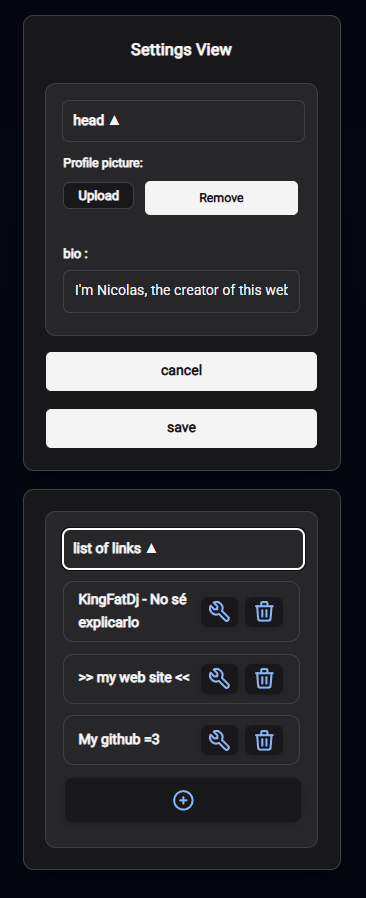 Settings View
head ▲
Profile picture:
Upload
Remove
bio :
I'm Nicolas, the creator of this web
cancel
save
list of links ▲
KingFatDj - No sé
explicarlo
>> my web site <<
My github =3